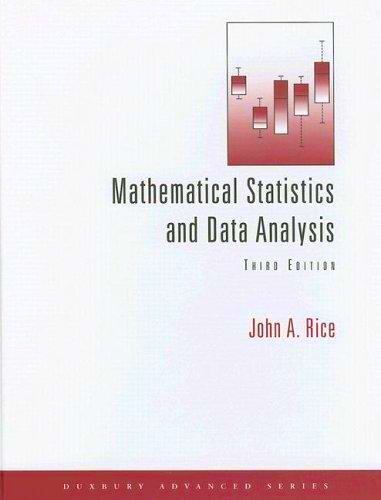 Mathematical Statistics
and Data Analysis
THIRD EDITION
John A. Rice
DUXBURY ADVANCED SERIES